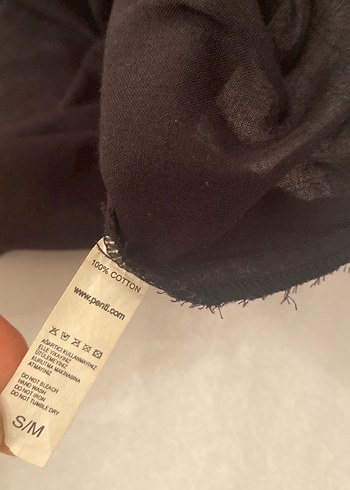 100% COTTON
www.penti.com
AĞARTICI KULLANMAYINIZ
ELLE YIKAYINIZ
ÜTÜLEMEYİNİZ
KURUTMA MAKİNASINA
ATMAYINIZ
DO NOT BLEACH
HAND WASH
DO NOT IRON
DO NOT TUMBLE DRY
S/M